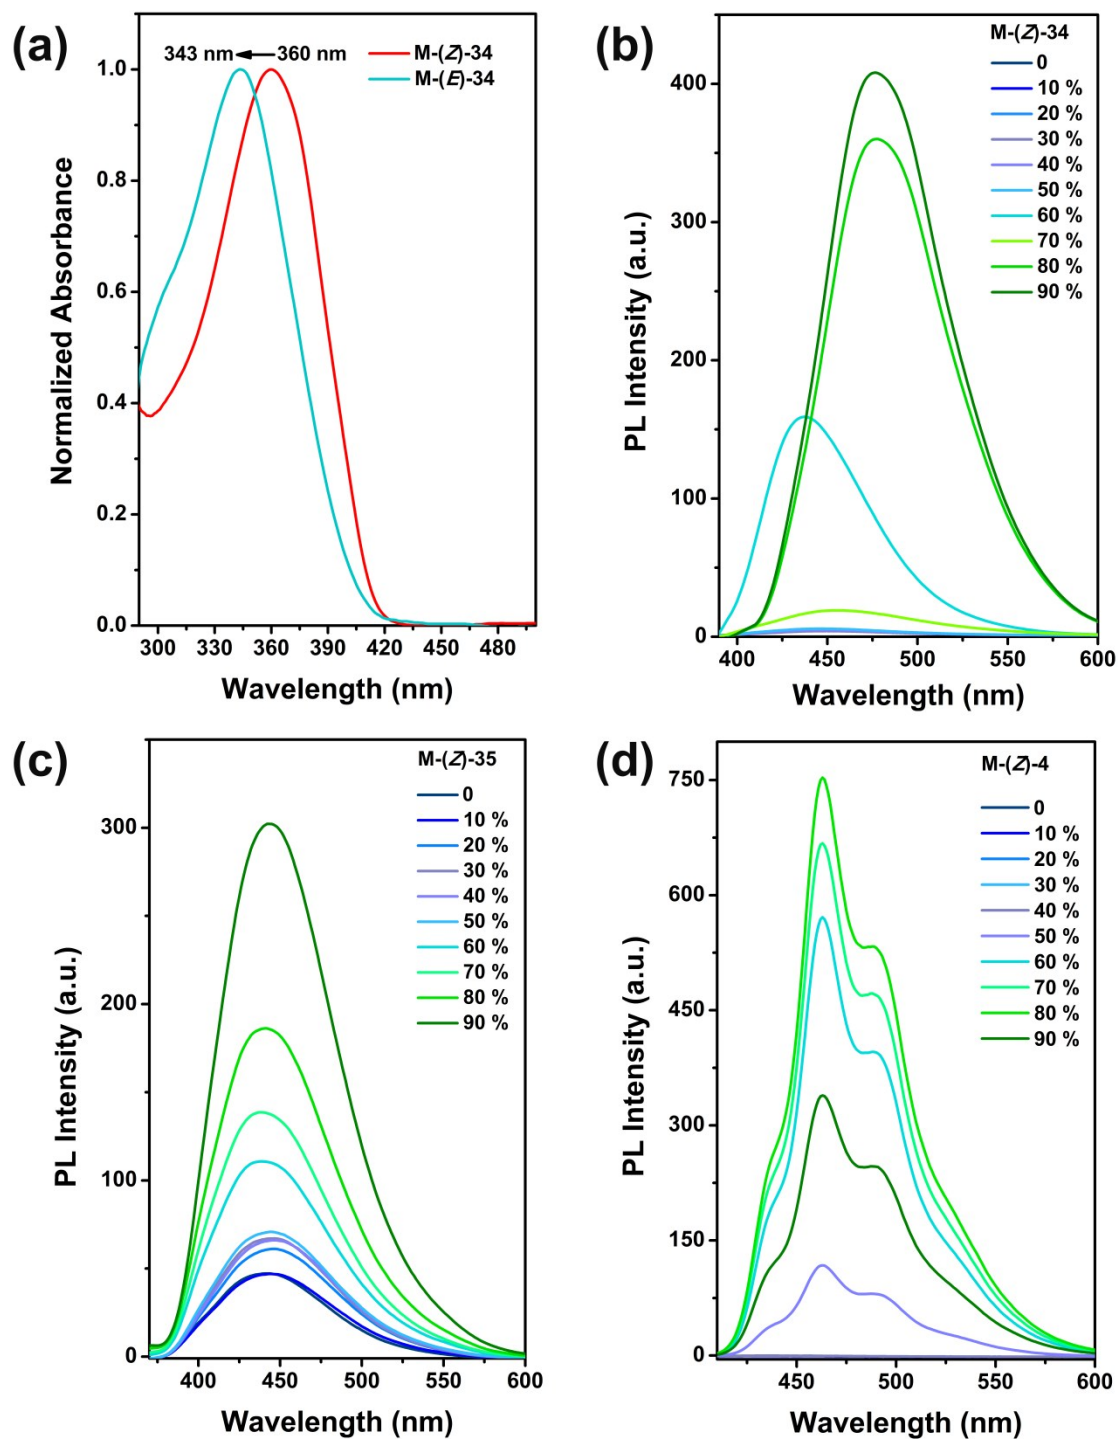 (a)
343 nm 360 nm
M-(Z)-34
M-(E)-34
1.0
0.8
0.6
0.4
0.2
0.0
300 330 360 390 420 450 480
Normalized Absorbance
Wavelength (nm)
(b)
M-(Z)-34
0
10 %
20 %
30 %
40 %
50 %
60 %
70 %
80 %
90 %
400
300
200
100
0
400 450 500 550 600
PL Intensity (a.u.)
Wavelength (nm)
(c)
M-(Z)-35
0
10 %
20 %
30 %
40 %
50 %
60 %
70 %
80 %
90 %
300
200
100
0
400 450 500 550 600
PL Intensity (a.u.)
Wavelength (nm)
(d)
M-(Z)-4
0
10 %
20 %
30 %
40 %
50 %
60 %
70 %
80 %
90 %
750
600
450
300
150
0
450 500 550 600
PL Intensity (a.u.)
Wavelength (nm)